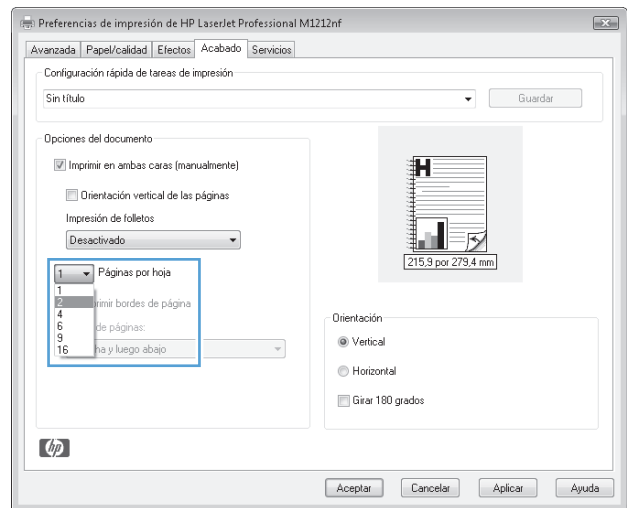 Preferencias de impresión de HP LaserJet Professional M1212nf
Avanzada Papel/calidad Efectos Acabado Servicios
Configuración rápida de tareas de impresión
Sin título
Guardar
Opciones del documento
Imprimir en ambas caras (manualmente)
Orientación vertical de las páginas
Impresión de folletos
Desactivado
1 Páginas por hoja
1
2 rimir bordes de página
4
6 de páginas:
9
16 ha y luego abajo
H
215,9 por 279,4 mm
Orientación
Vertical
Horizontal
Girar 180 grados
hp
Aceptar Cancelar Aplicar Ayuda